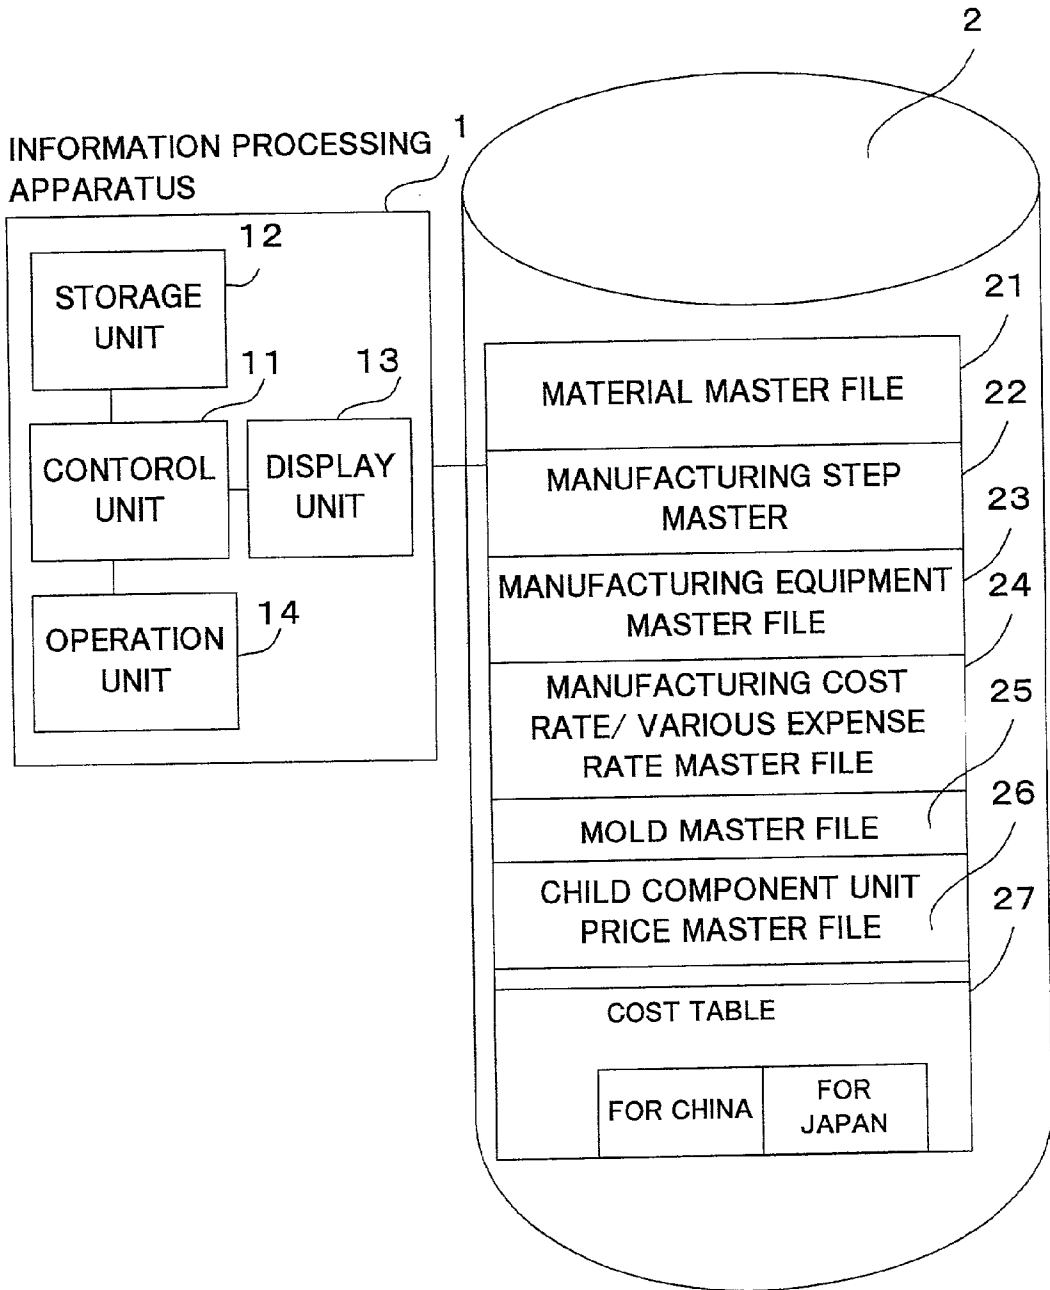 2
1
INFORMATION PROCESSING
APPARATUS
12
STORAGE
UNIT
11
13
CONTOROL
UNIT
DISPLAY
UNIT
14
OPERATION
UNIT
21
MATERIAL MASTER FILE
22
MANUFACTURING STEP
MASTER
23
MANUFACTURING EQUIPMENT
MASTER FILE
24
MANUFACTURING COST
RATE/ VARIOUS EXPENSE
RATE MASTER FILE
25
MOLD MASTER FILE
26
CHILD COMPONENT UNIT
PRICE MASTER FILE
27
COST TABLE
FOR CHINA
FOR
JAPAN